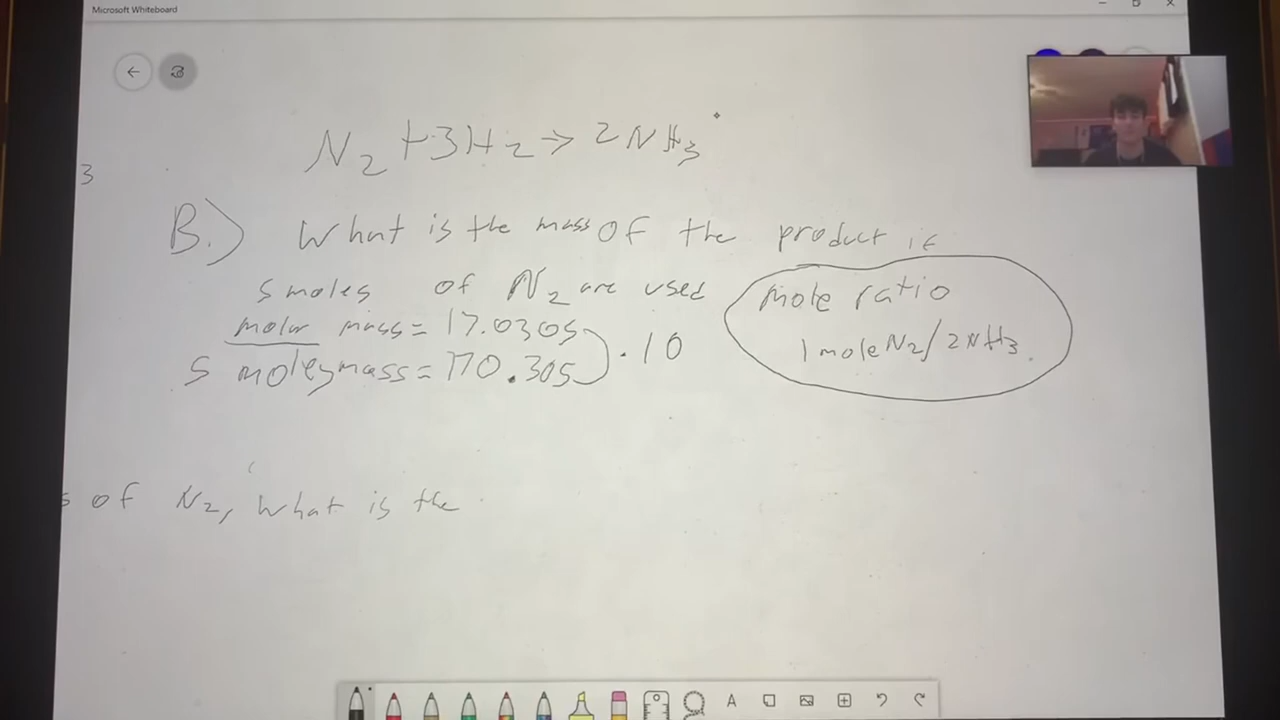 Microsoft Whiteboard
N2 + 3H2 → 2NH3
3
B.) What is the mass of the product if
5 moles of N2 are used
molar mass = 17.0305
5 moles mass = 170.305
) · 10
mole ratio
1 mole N2/2NH3.
s of N2, what is the
A